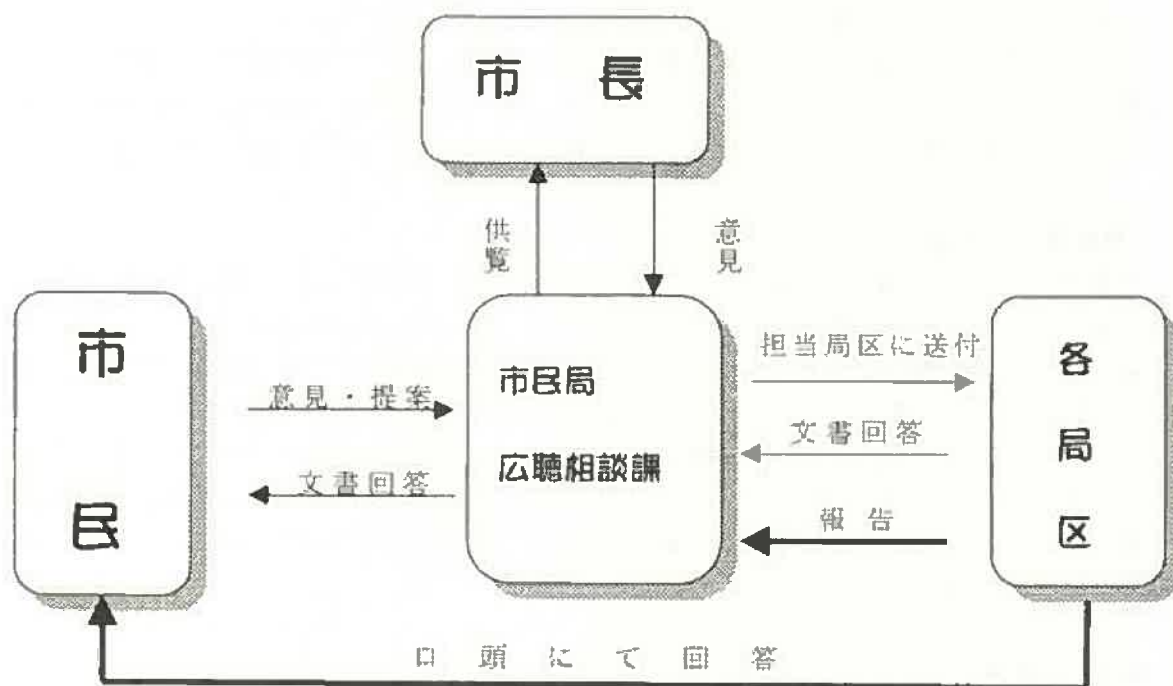 市長
供覧
意見
市民
意見・提案
文書回答
市民局
広聴相談課
担当局区に送付
文書回答
報告
各局区
口頭にて回答